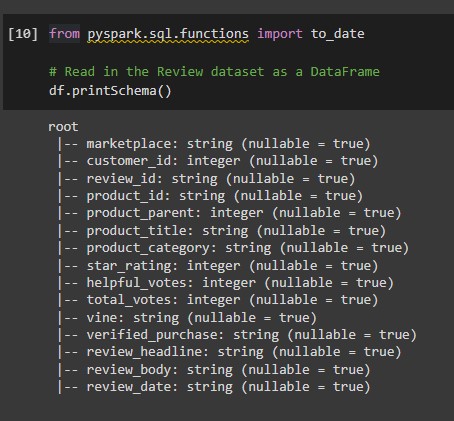 [10] from pyspark.sql.functions import to_date
# Read in the Review dataset as a DataFrame
df.printSchema()
root
|-- marketplace: string (nullable = true)
|-- customer_id: integer (nullable = true)
|-- review_id: string (nullable = true)
|-- product_id: string (nullable = true)
|-- product_parent: integer (nullable = true)
|-- product_title: string (nullable = true)
|-- product_category: string (nullable = true)
|-- star_rating: integer (nullable = true)
|-- helpful_votes: integer (nullable = true)
|-- total_votes: integer (nullable = true)
|-- vine: string (nullable = true)
|-- verified_purchase: string (nullable = true)
|-- review_headline: string (nullable = true)
|-- review_body: string (nullable = true)
|-- review_date: string (nullable = true)